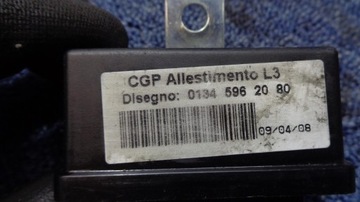 CGP Allestimento L3
Disegno: 0134 596 20 80
09/04/08